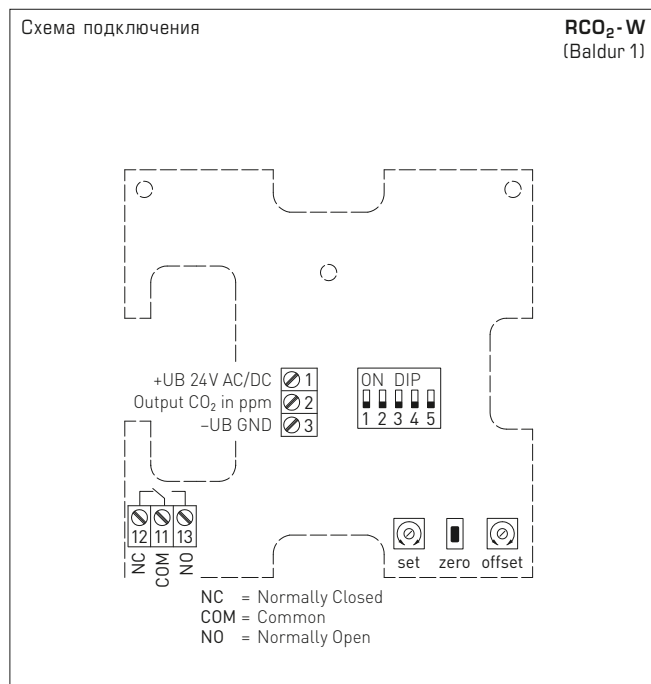 Схема подключения
RCO₂-W
(Baldur 1)
+UB 24V AC/DC 1
Output CO₂ in ppm 2
–UB GND 3
ON DIP
1 2 3 4 5
12 11 13
NC COM NO
set zero offset
NC = Normally Closed
COM = Common
NO = Normally Open